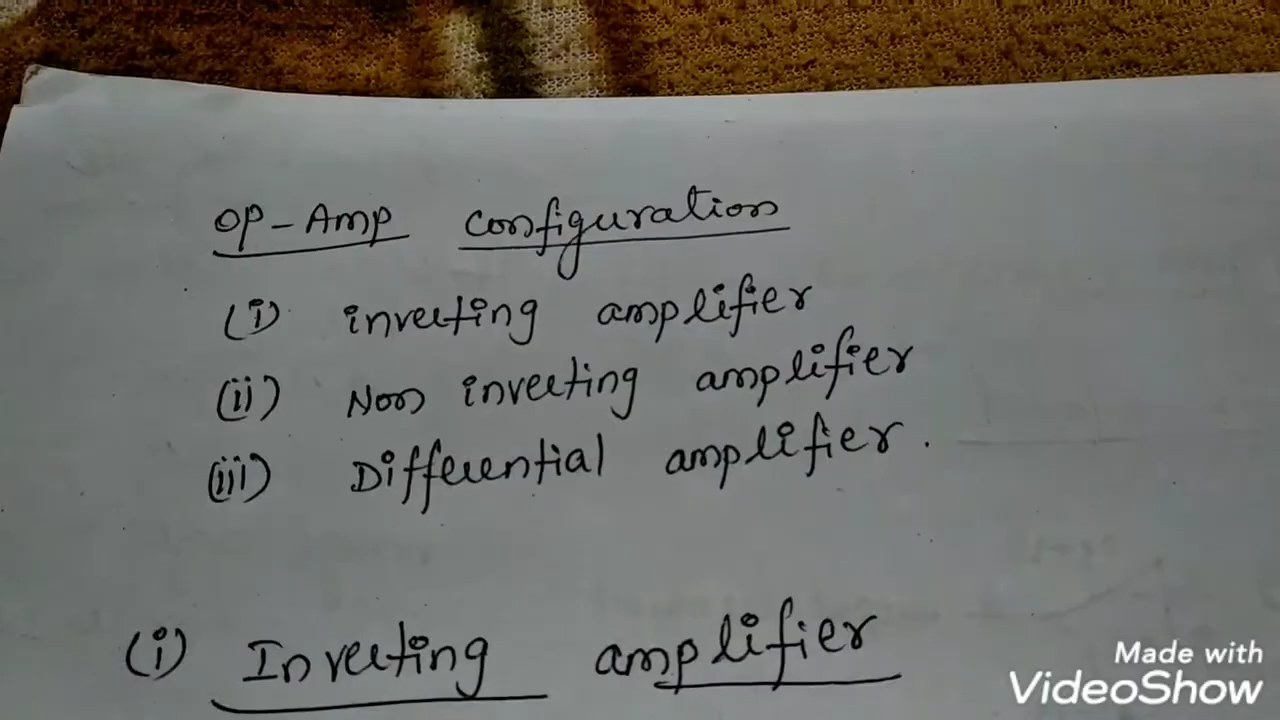 OP-Amp configuration
(i) inverting amplifier
(ii) Non inverting amplifier
(iii) Differential amplifier.
(i) Inverting amplifier
Made with
VideoShow